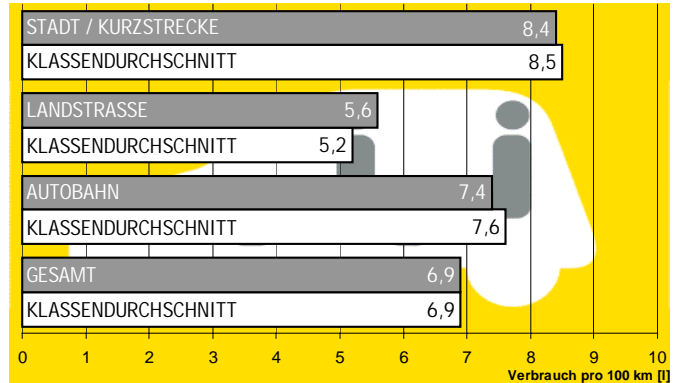 STADT / KURZSTRECKE 8,4
KLASSENDURCHSCHNITT 8,5
LANDSTRASSE 5,6
KLASSENDURCHSCHNITT 5,2
AUTOBAHN 7,4
KLASSENDURCHSCHNITT 7,6
GESAMT 6,9
KLASSENDURCHSCHNITT 6,9
0 1 2 3 4 5 6 7 8 9 10
Verbrauch pro 100 km [l]